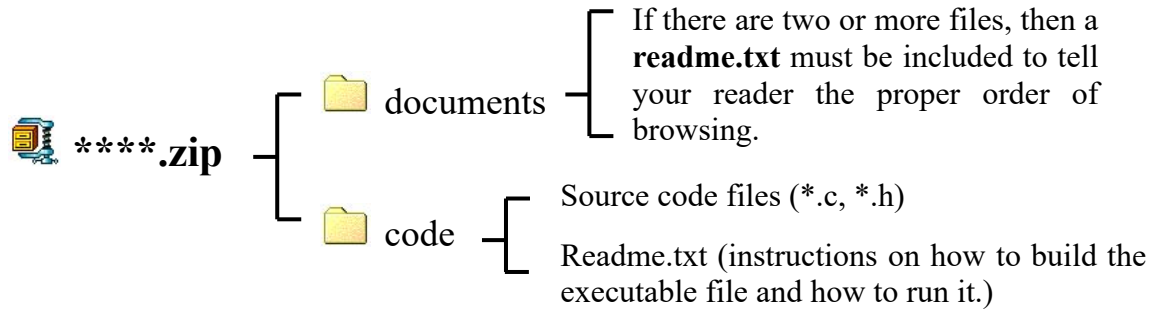 If there are two or more files, then a
readme.txt must be included to tell
your reader the proper order of
browsing.
documents
****.zip
Source code files (*.c, *.h)
code
Readme.txt (instructions on how to build the
executable file and how to run it.)